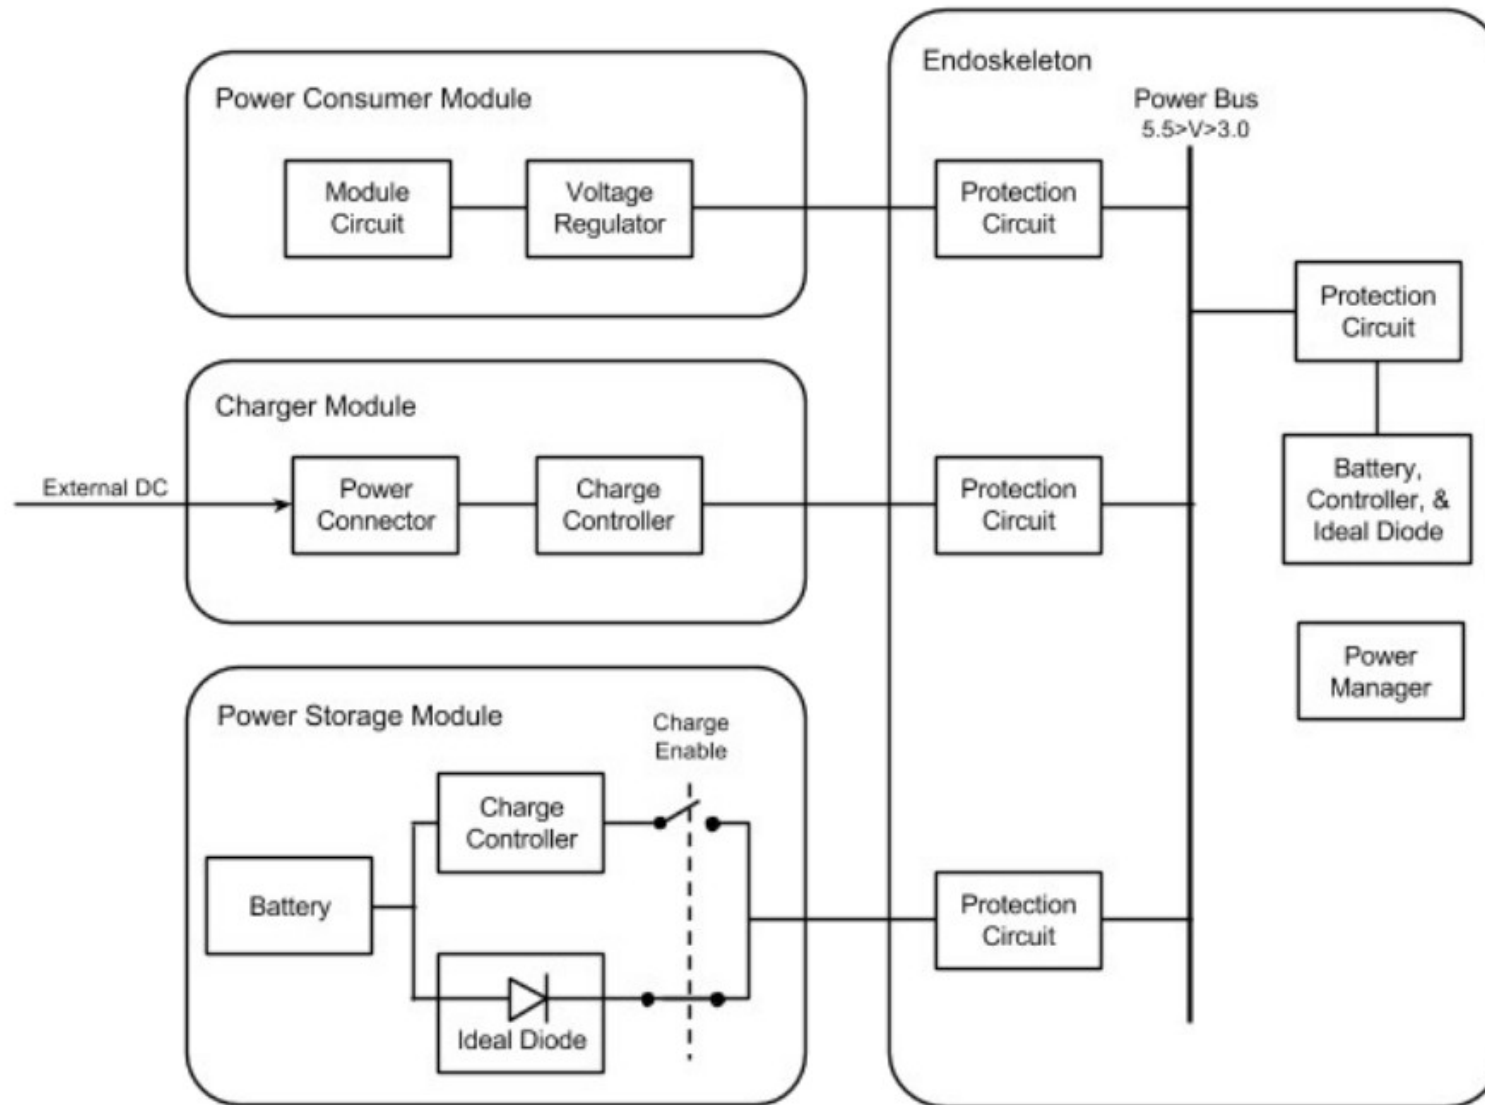 Endoskeleton
Power Bus
5.5>V>3.0
Power Consumer Module
Module
Circuit
Voltage
Regulator
Protection
Circuit
Protection
Circuit
Battery,
Controller, &
Ideal Diode
Power
Manager
Charger Module
External DC
Power
Connector
Charge
Controller
Protection
Circuit
Power Storage Module
Charge
Enable
Charge
Controller
Battery
Ideal Diode
Protection
Circuit